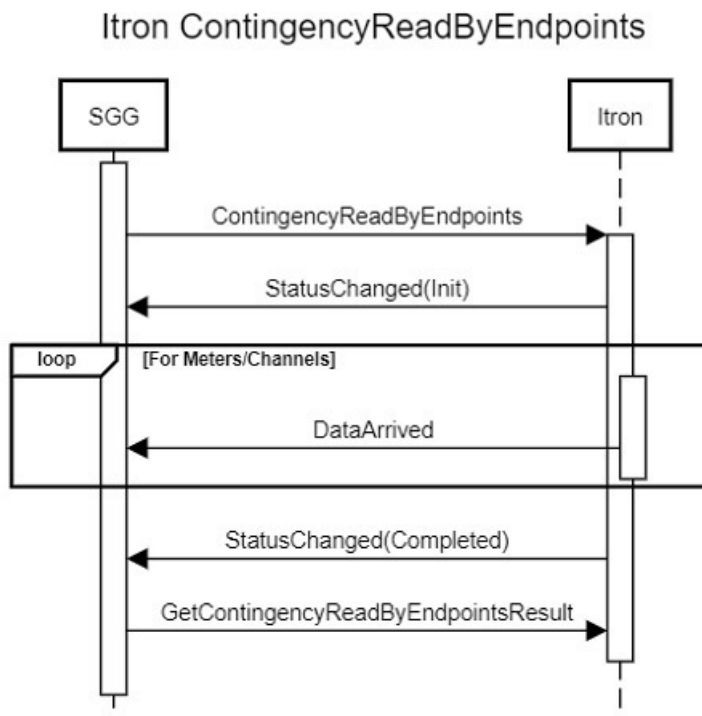 Itron ContingencyReadByEndpoints
SGG
Itron
ContingencyReadByEndpoints
StatusChanged(Init)
loop
[For Meters/Channels]
DataArrived
StatusChanged(Completed)
GetContingencyReadByEndpointsResult